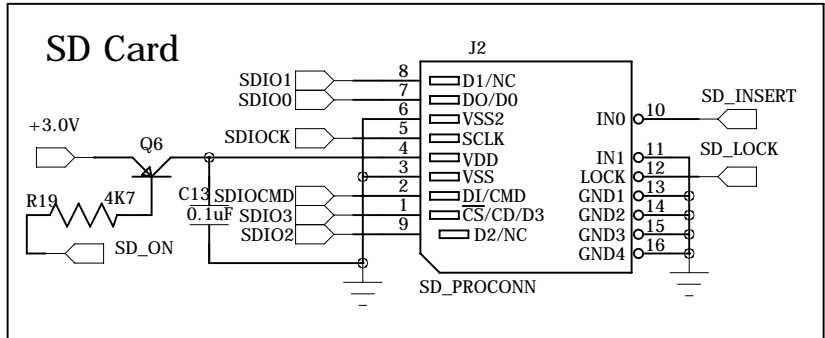 SD Card
J2
SDIO1 8 D1/NC
SDIO0 7 DO/D0
6 VSS2 IN0 10 SD_INSERT
+3.0V Q6 SDIOCK 5 SCLK
4 VDD IN1 11 SD_LOCK
3 VSS LOCK 12
R19 4K7 C13 SDIOCMD 2 DI/CMD GND1 13
0.1uF SDIO3 1 CS/CD/D3 GND2 14
SDIO2 9 D2/NC GND3 15
SD_ON GND4 16
SD_PROCONN